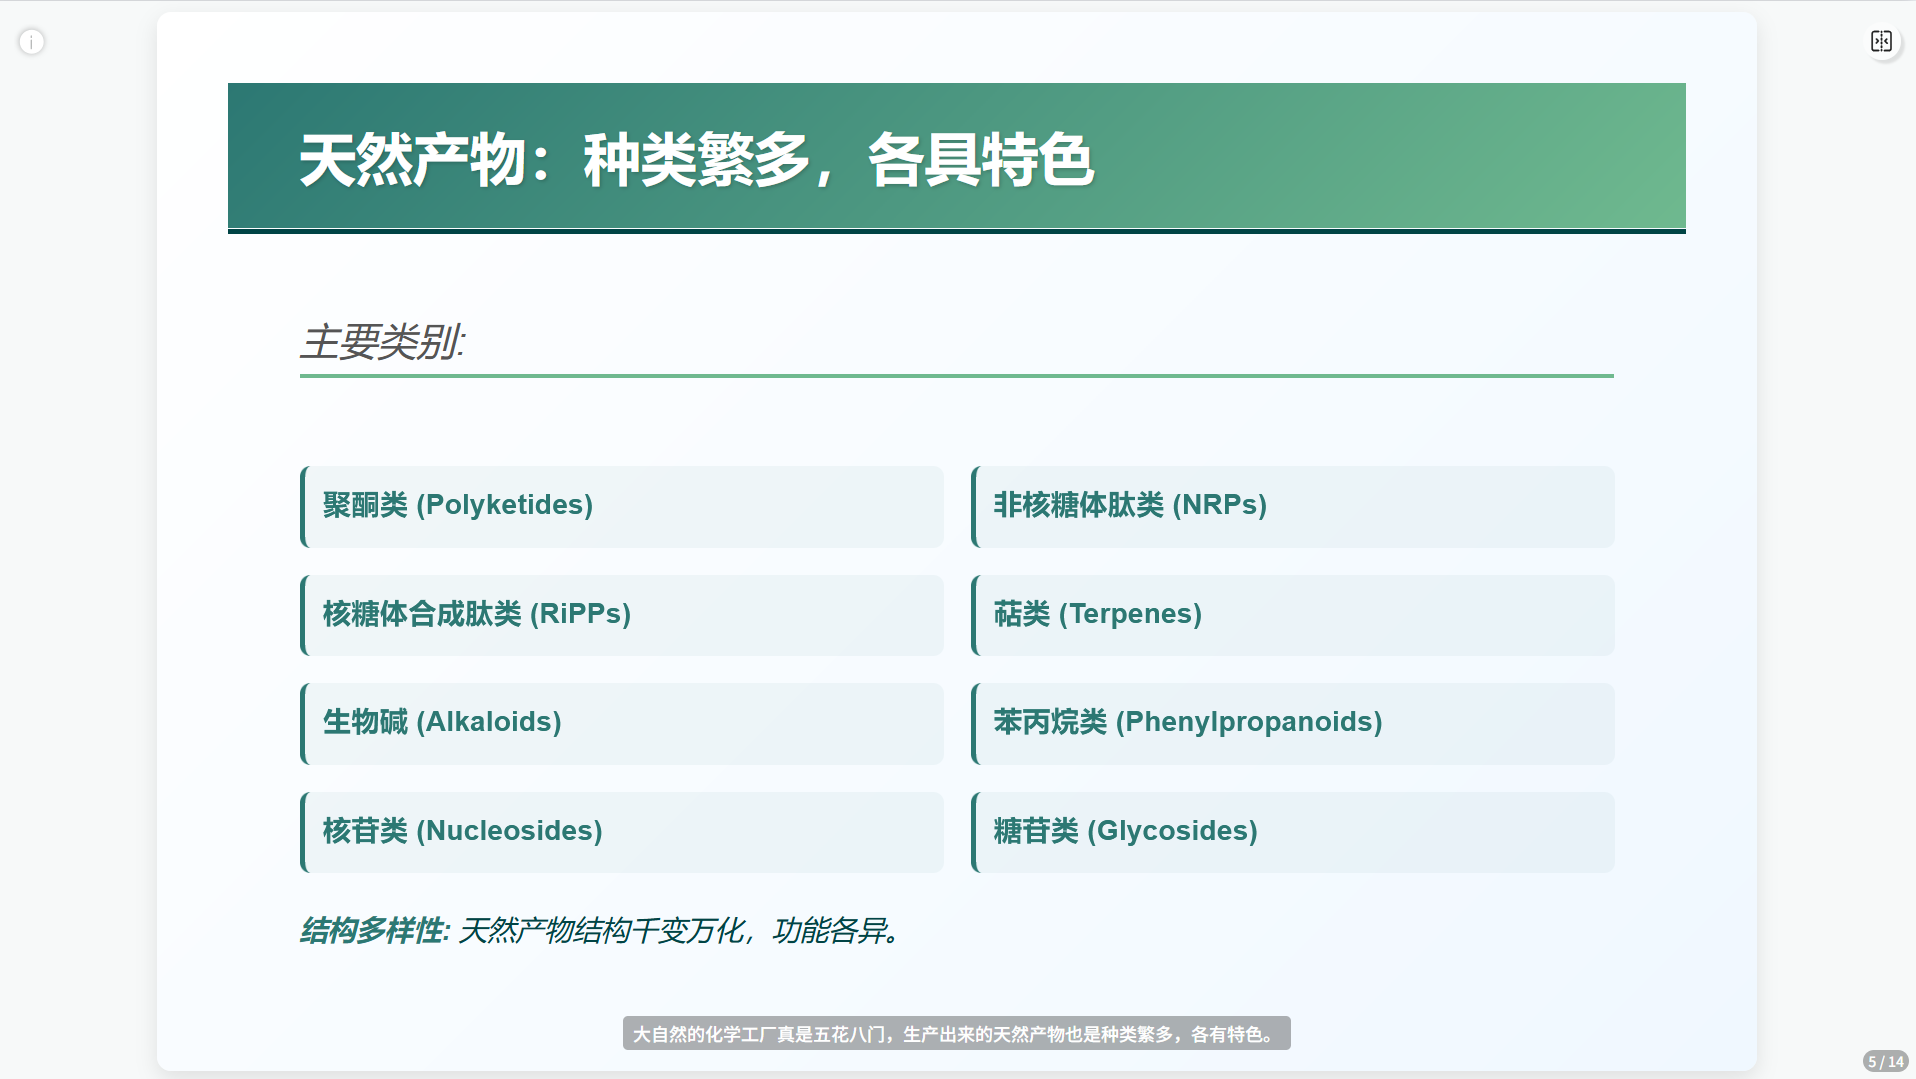 天然产物：种类繁多，各具特色
主要类别:
聚酮类 (Polyketides)
非核糖体肽类 (NRPs)
核糖体合成肽类 (RiPPs)
萜类 (Terpenes)
生物碱 (Alkaloids)
苯丙烷类 (Phenylpropanoids)
核苷类 (Nucleosides)
糖苷类 (Glycosides)
结构多样性: 天然产物结构千变万化，功能各异。
大自然的化学工厂真是五花八门，生产出来的天然产物也是种类繁多，各有特色。
5 / 14